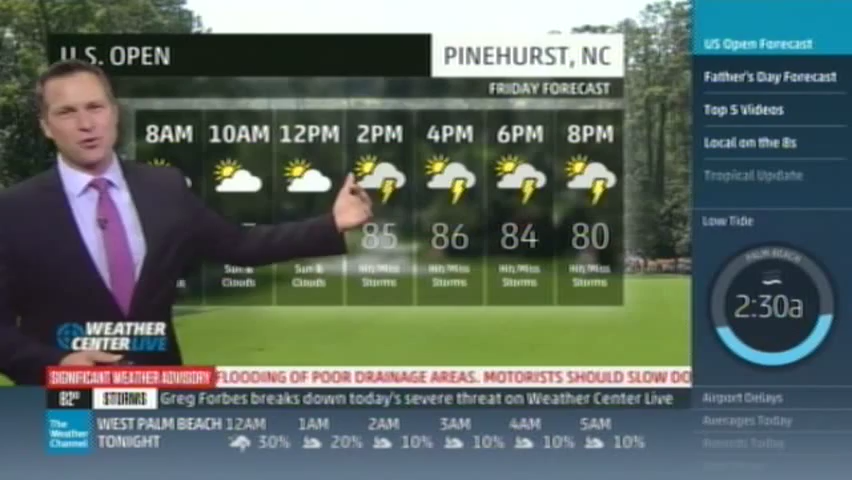 U.S. OPEN
PINEHURST, NC
FRIDAY FORECAST
8AM 10AM 12PM 2PM 4PM 6PM 8PM
85 86 84 80
Sun & Clouds
Sun & Clouds
Hit/Miss Storms
Hit/Miss Storms
Hit/Miss Storms
Hit/Miss Storms
WEATHER
CENTER LIVE
SIGNIFICANT WEATHER ADVISORY FLOODING OF POOR DRAINAGE AREAS. MOTORISTS SHOULD SLOW
82° STORMS Greg Forbes breaks down today's severe threat on Weather Center Live
The Weather Channel
WEST PALM BEACH 12AM 1AM 2AM 3AM 4AM 5AM
TONIGHT 30% 20% 10% 10% 10% 10%
US Open Forecast
Father's Day Forecast
Top 5 Videos
Local on the 8s
Tropical Update
Low Tide
PALM BEACH
2:30a
Airport Delays
Averages Today
Records Today